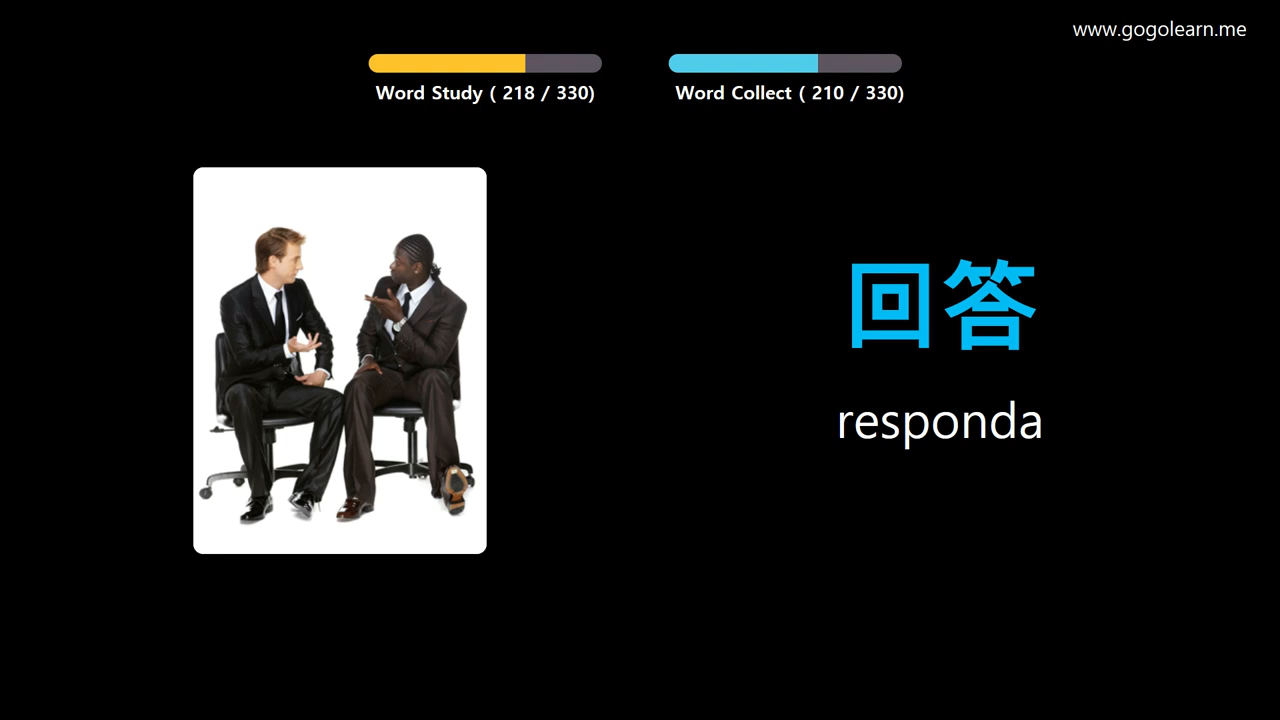 www.gogolearn.me
Word Study ( 218 / 330)
Word Collect ( 210 / 330)
回答
responda